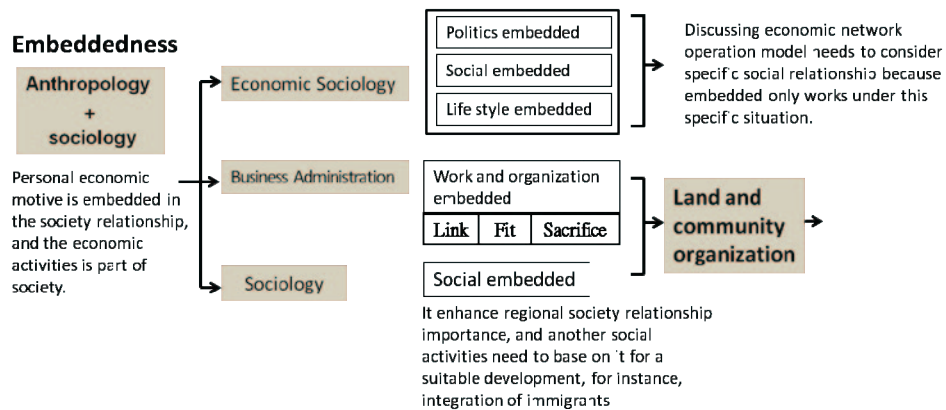 Embeddedness
Anthropology
+
sociology
Personal economic
motive is embedded in
the society relationship,
and the economic
activities is part of
society.
Economic Sociology
Business Administration
Sociology
Politics embedded
Social embedded
Life style embedded
Discussing economic network
operation model needs to consider
specific social relationship because
embedded only works under this
specific situation.
Work and organization
embedded
Link Fit Sacrifice
Social embedded
It enhance regional society relationship
importance, and another social
activities need to base on it for a
suitable development, for instance,
integration of immigrants
Land and
community
organization